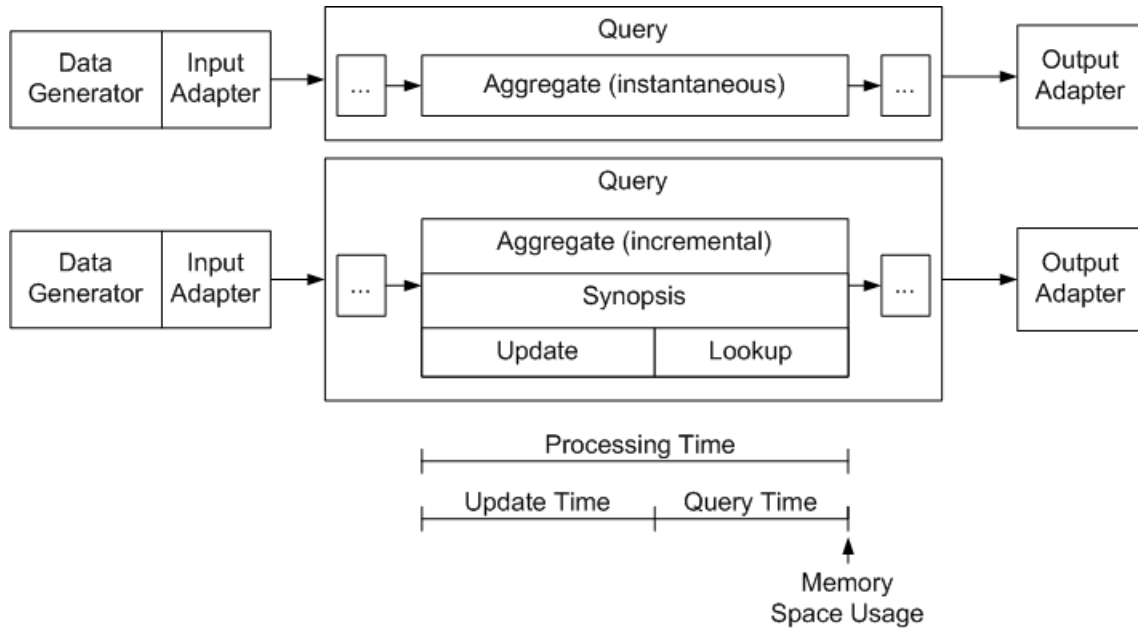 Query
Data
Generator
Input
Adapter
...
Aggregate (instantaneous)
...
Output
Adapter
Query
Data
Generator
Input
Adapter
...
Aggregate (incremental)
Synopsis
Update
Lookup
...
Output
Adapter
Processing Time
Update Time
Query Time
Memory
Space Usage